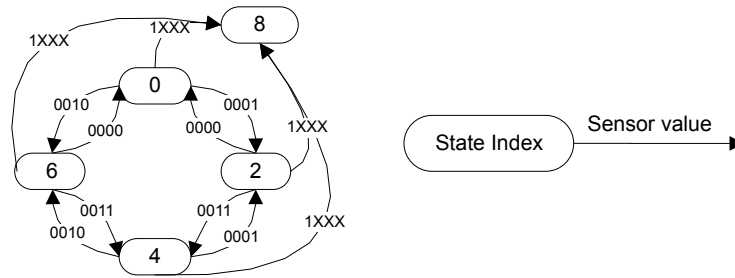 8
1XXX
1XXX
0
0010
0001
0000
0000
1XXX
State Index
Sensor value
6
2
0011
0011
0010
0001
1XXX
4